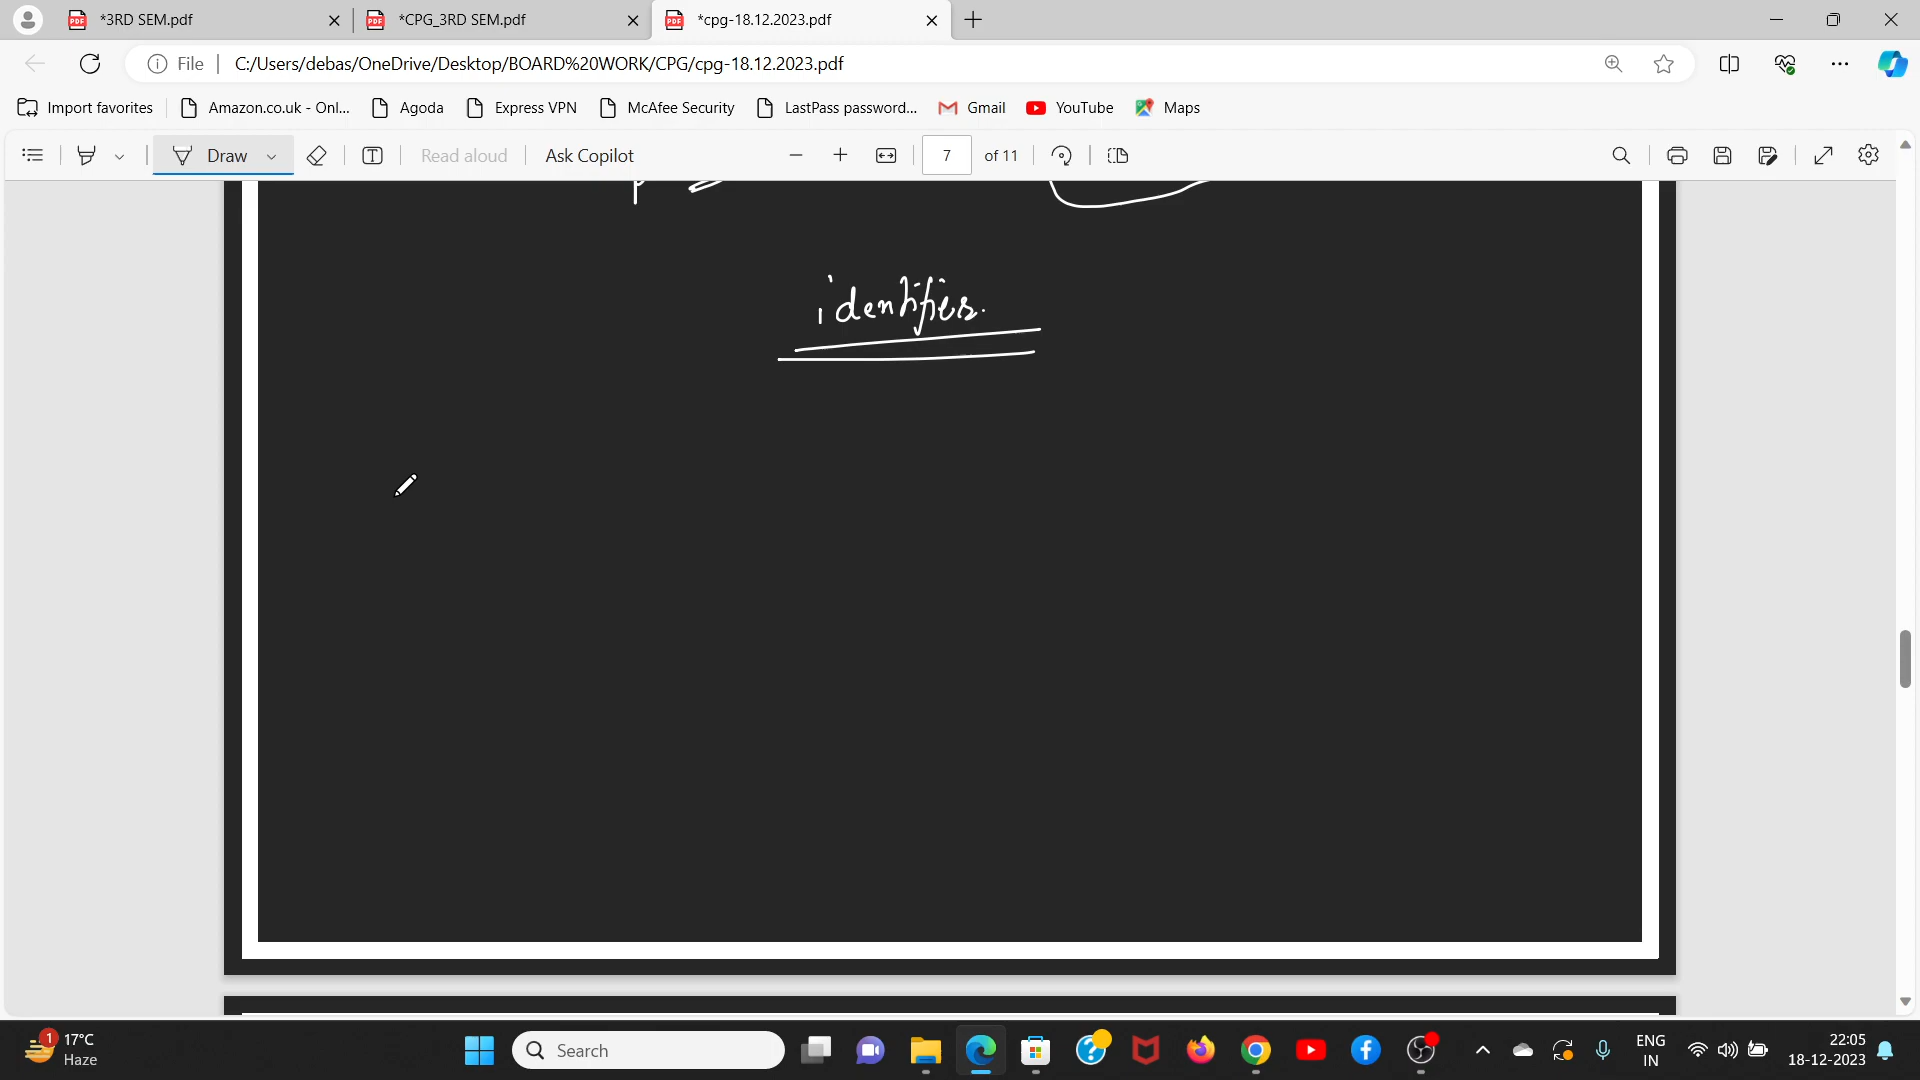 *3RD SEM.pdf
*CPG_3RD SEM.pdf
*cpg-18.12.2023.pdf
File
C:/Users/debas/OneDrive/Desktop/BOARD%20WORK/CPG/cpg-18.12.2023.pdf
Import favorites
Amazon.co.uk - Onl...
Agoda
Express VPN
McAfee Security
LastPass password...
Gmail
YouTube
Maps
Draw
Read aloud
Ask Copilot
7 of 11
identifies.
1
17°C
Haze
Search
ENG
IN
22:05
18-12-2023